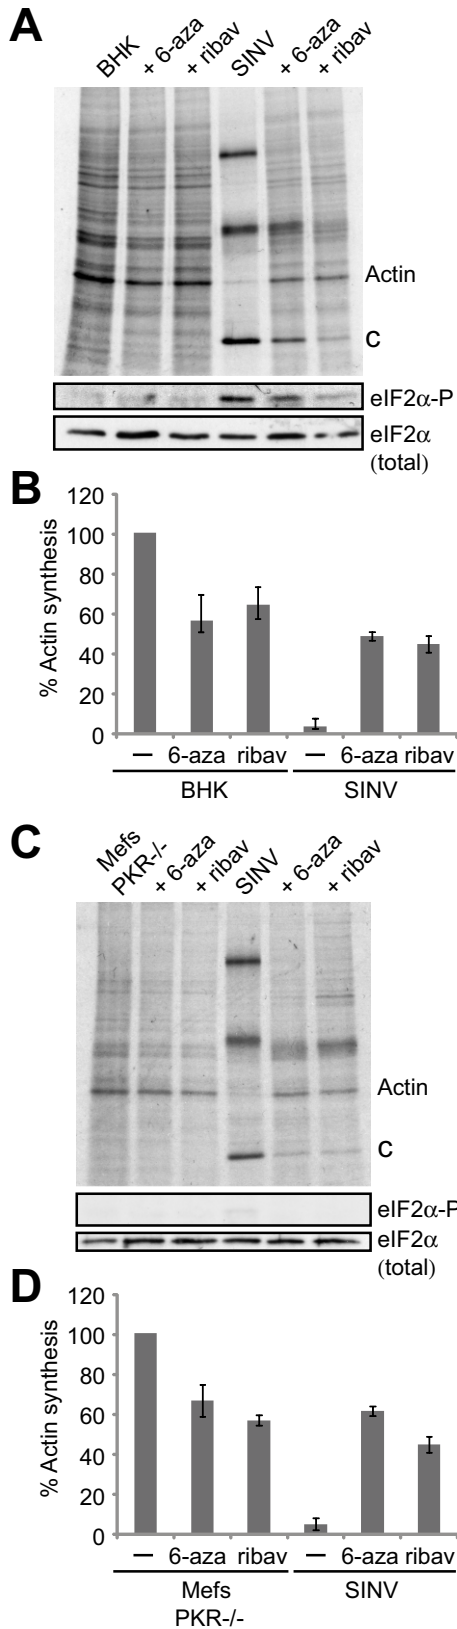 A
BHK
+ 6-aza
+ ribav
SINV
+ 6-aza
+ ribav
Actin
C
eIF2α-P
eIF2α
(total)
B
% Actin synthesis
120
100
80
60
40
20
0
– 6-aza ribav – 6-aza ribav
BHK SINV
C
Mefs
PKR-/-
+ 6-aza
+ ribav
SINV
+ 6-aza
+ ribav
Actin
C
eIF2α-P
eIF2α
(total)
D
% Actin synthesis
120
100
80
60
40
20
0
– 6-aza ribav – 6-aza ribav
Mefs SINV
PKR-/-